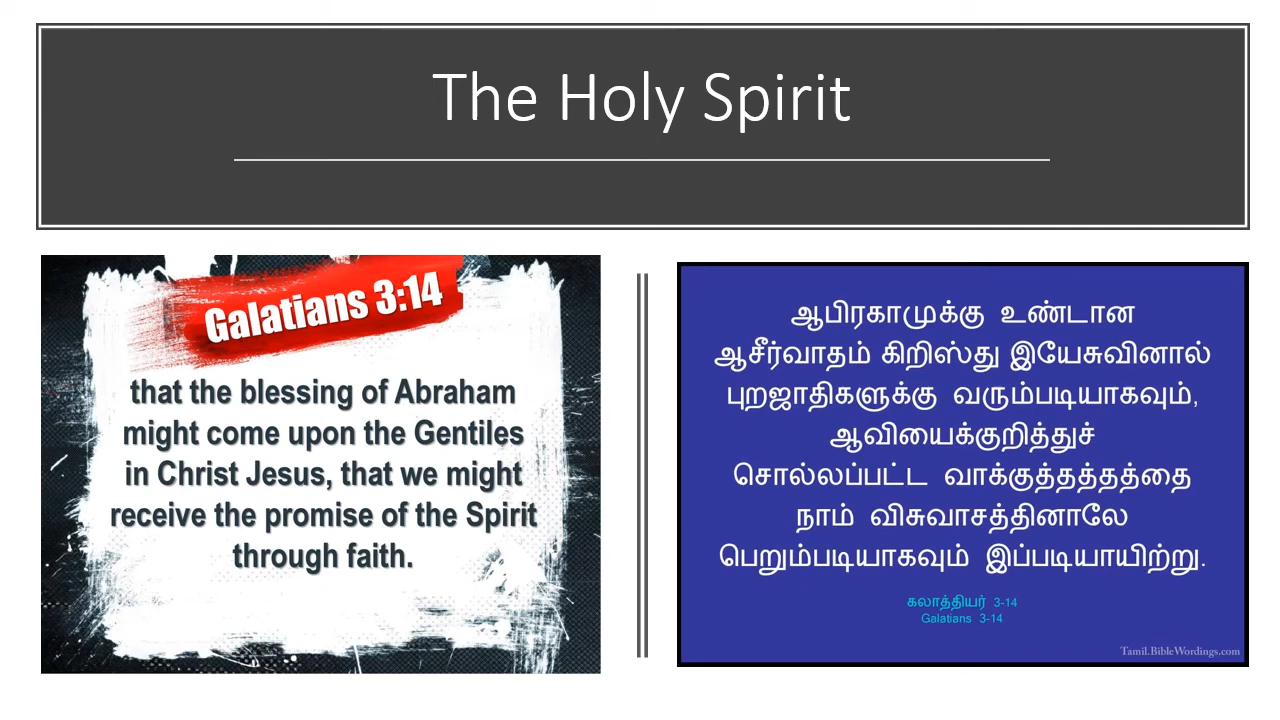 The Holy Spirit
Galatians 3:14
that the blessing of Abraham
might come upon the Gentiles
in Christ Jesus, that we might
receive the promise of the Spirit
through faith.
ஆபிரகாமுக்கு உண்டான
ஆசீர்வாதம் கிறிஸ்து இயேசுவினால்
புறஜாதிகளுக்கு வரும்படியாகவும்,
ஆவியைக்குறித்துச்
சொல்லப்பட்ட வாக்குத்தத்தத்தை
நாம் விசுவாசத்தினாலே
பெறும்படியாகவும் இப்படியாயிற்று.
கலாத்தியர் 3-14
Galatians 3-14
Tamil.BibleWordings.com